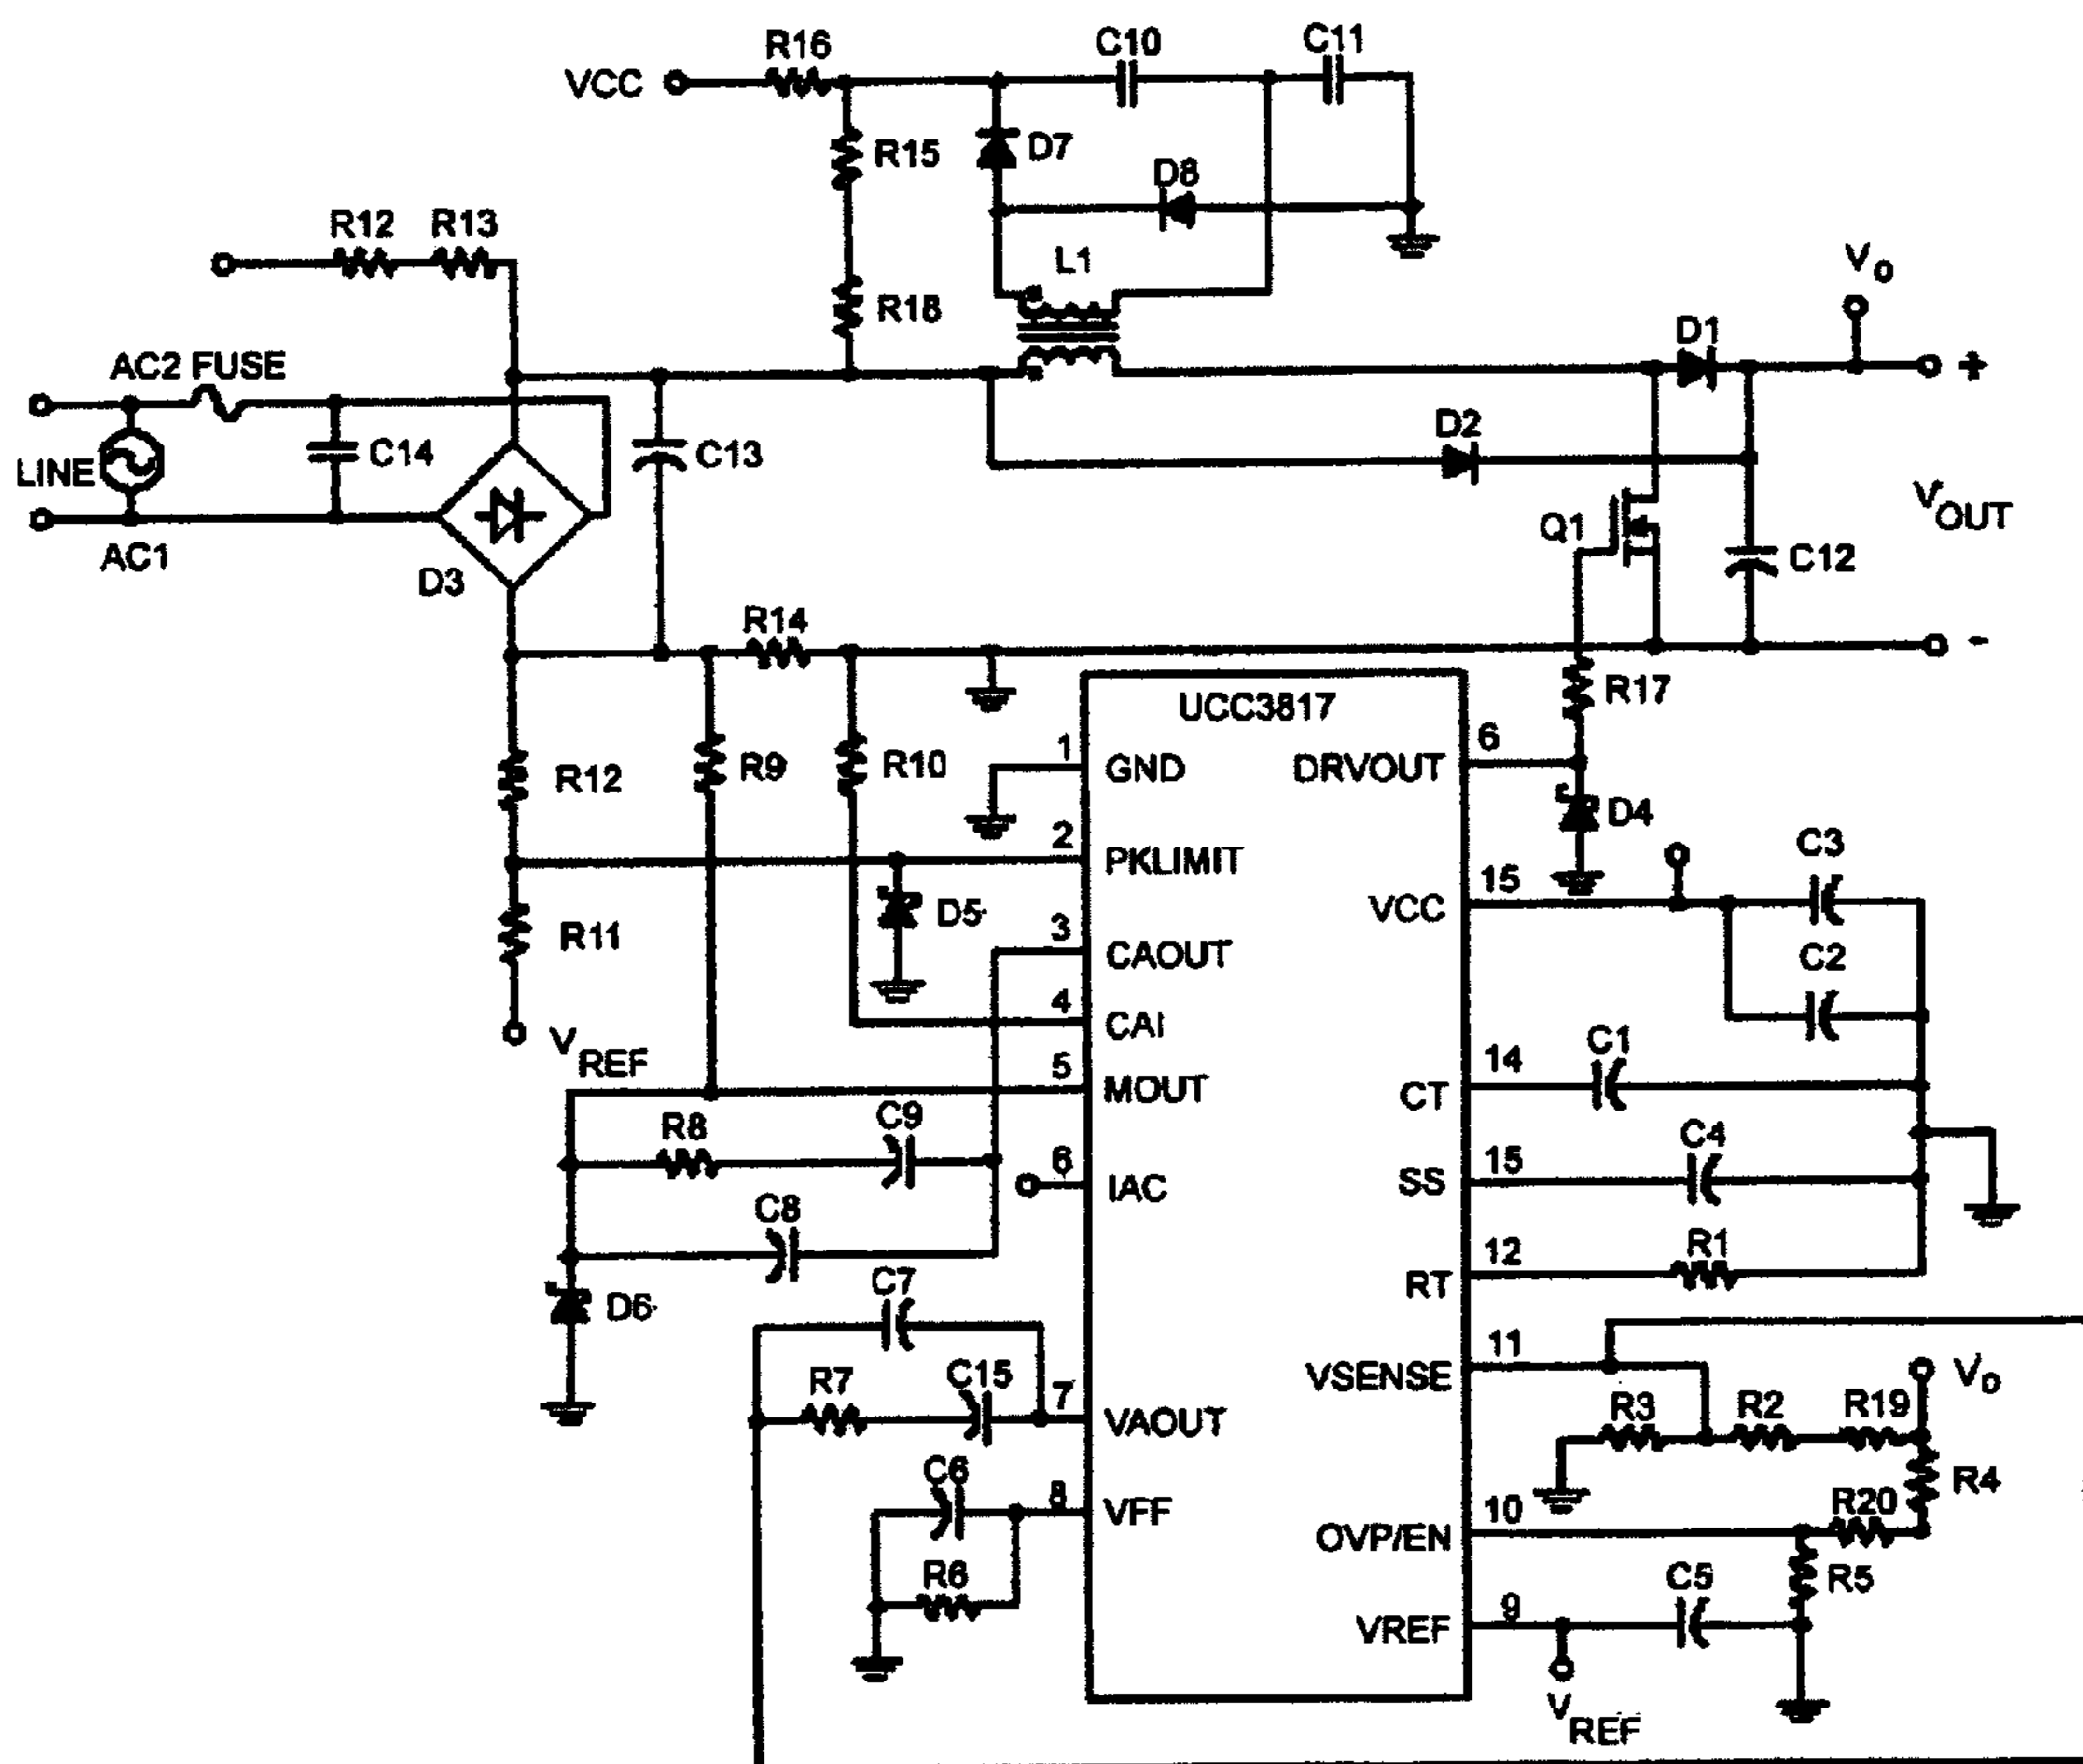 R16
C10
C11
VCC
R15
D7
D8
R12
R13
L1
R18
V0
D1
AC2 FUSE
C14
C13
D2
LINE
VOUT
Q1
AC1
D3
C12
R14
R17
UCC3817
1
GND
DRVOUT
6
R12
R9
R10
D4
2
PKLIMIT
C3
15
VCC
D5
R11
3
CAOUT
C2
4
CAI
C1
VREF
5
MOUT
14
CT
R8
C9
C4
6
IAC
15
SS
C8
R1
12
RT
C7
D6
11
VSENSE
V0
R7
C15
7
VAOUT
R3
R2
R19
C6
8
VFF
R4
R20
10
OVP/EN
R6
C5
R5
9
VREF
VREF